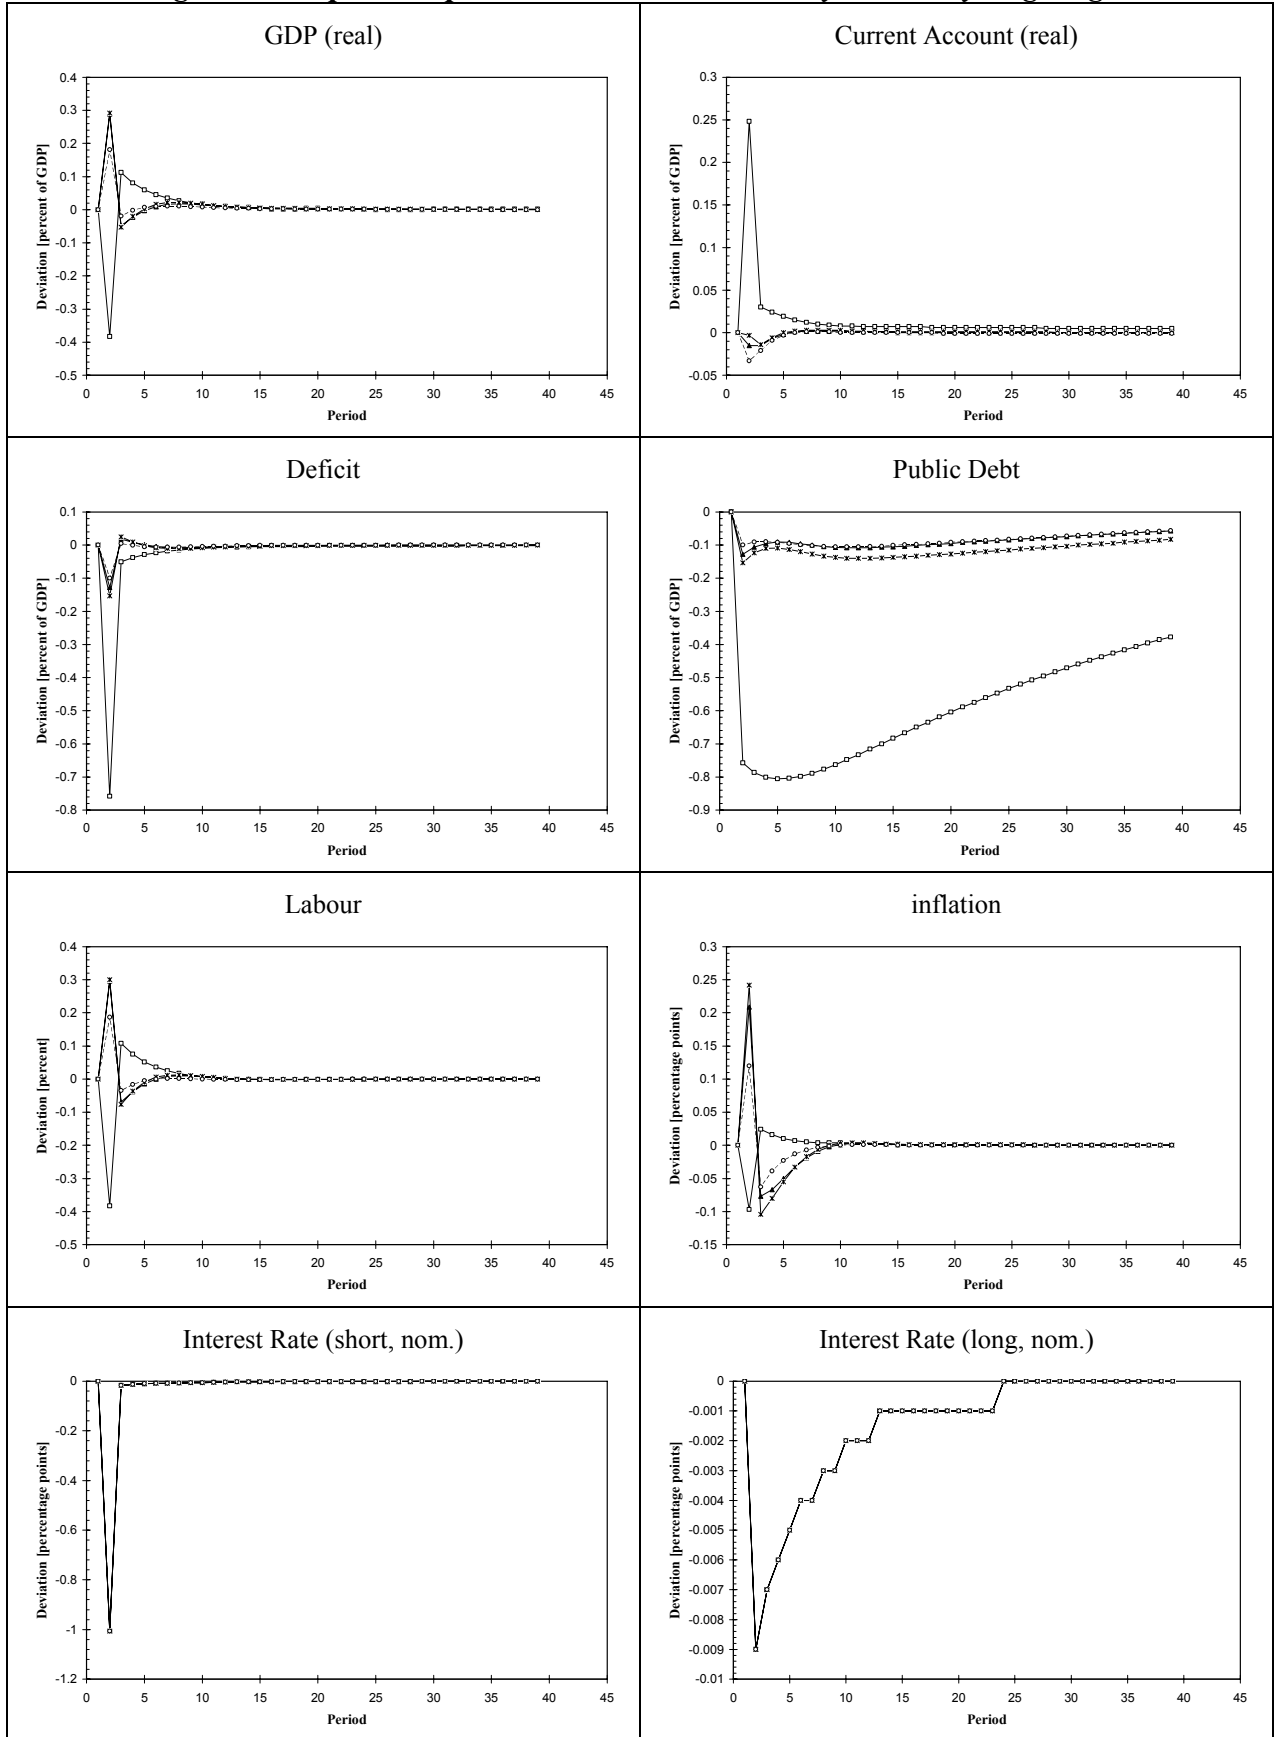 GDP (real)
Deviation [percent of GDP]
0.4
0.3
0.2
0.1
0
-0.1
-0.2
-0.3
-0.4
-0.5
0 5 10 15 20 25 30 35 40 45
Period
Current Account (real)
Deviation [percent of GDP]
0.3
0.25
0.2
0.15
0.1
0.05
0
-0.05
0 5 10 15 20 25 30 35 40 45
Period
Deficit
Deviation [percent of GDP]
0.1
0
-0.1
-0.2
-0.3
-0.4
-0.5
-0.6
-0.7
-0.8
0 5 10 15 20 25 30 35 40 45
Period
Public Debt
Deviation [percent of GDP]
0
-0.1
-0.2
-0.3
-0.4
-0.5
-0.6
-0.7
-0.8
-0.9
0 5 10 15 20 25 30 35 40 45
Period
Labour
Deviation [percent]
0.4
0.3
0.2
0.1
0
-0.1
-0.2
-0.3
-0.4
-0.5
0 5 10 15 20 25 30 35 40 45
Period
inflation
Deviation [percentage points]
0.3
0.25
0.2
0.15
0.1
0.05
0
-0.05
-0.1
-0.15
0 5 10 15 20 25 30 35 40 45
Period
Interest Rate (short, nom.)
Deviation [percentage points]
0
-0.2
-0.4
-0.6
-0.8
-1
-1.2
0 5 10 15 20 25 30 35 40 45
Period
Interest Rate (long, nom.)
Deviation [percentage points]
0
-0.001
-0.002
-0.003
-0.004
-0.005
-0.006
-0.007
-0.008
-0.009
-0.01
0 5 10 15 20 25 30 35 40 45
Period